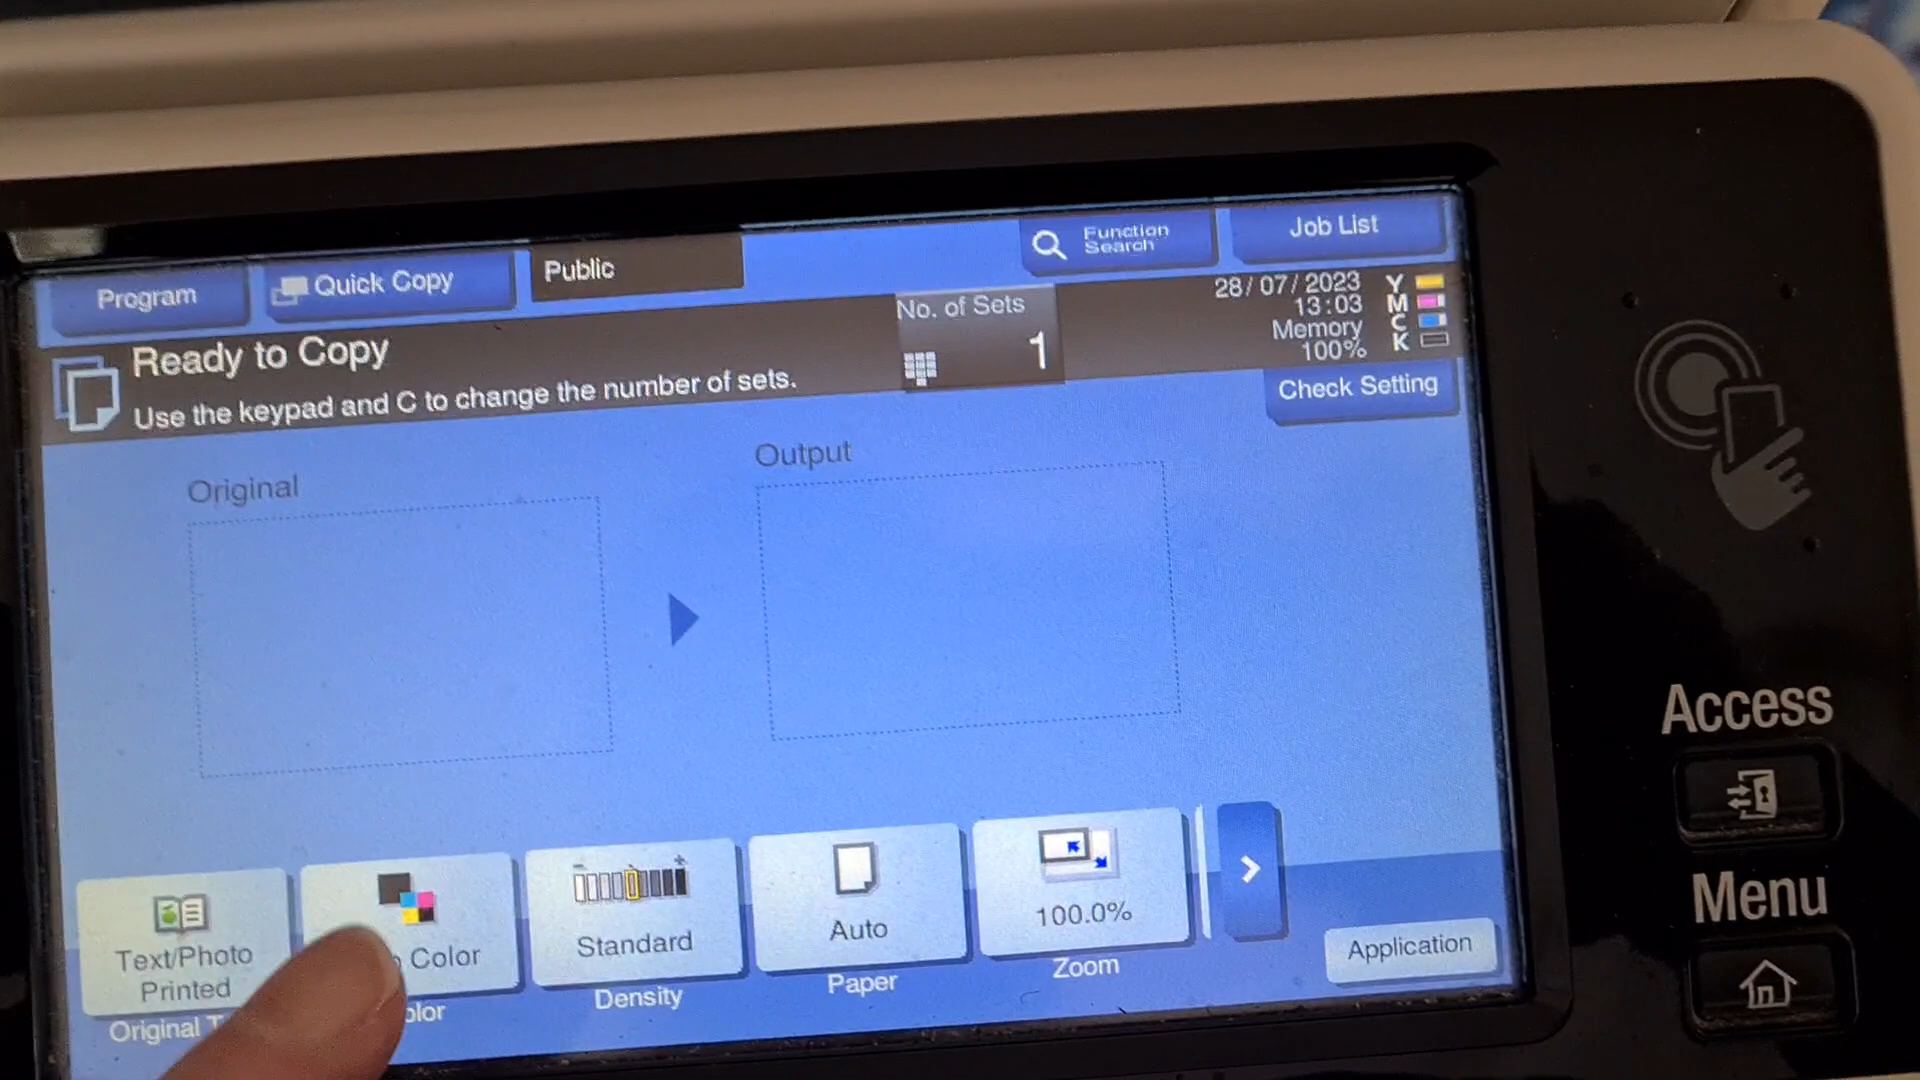 Program
Quick Copy
Public
Function
Search
Job List
Ready to Copy
Use the keypad and C to change the number of sets.
No. of Sets
1
28/07/2023
13:03
Memory
100%
Y
M
C
K
Check Setting
Original
Output
Text/Photo
Printed
Original
Color
Standard
Density
Auto
Paper
100.0%
Zoom
Application
Access
Menu